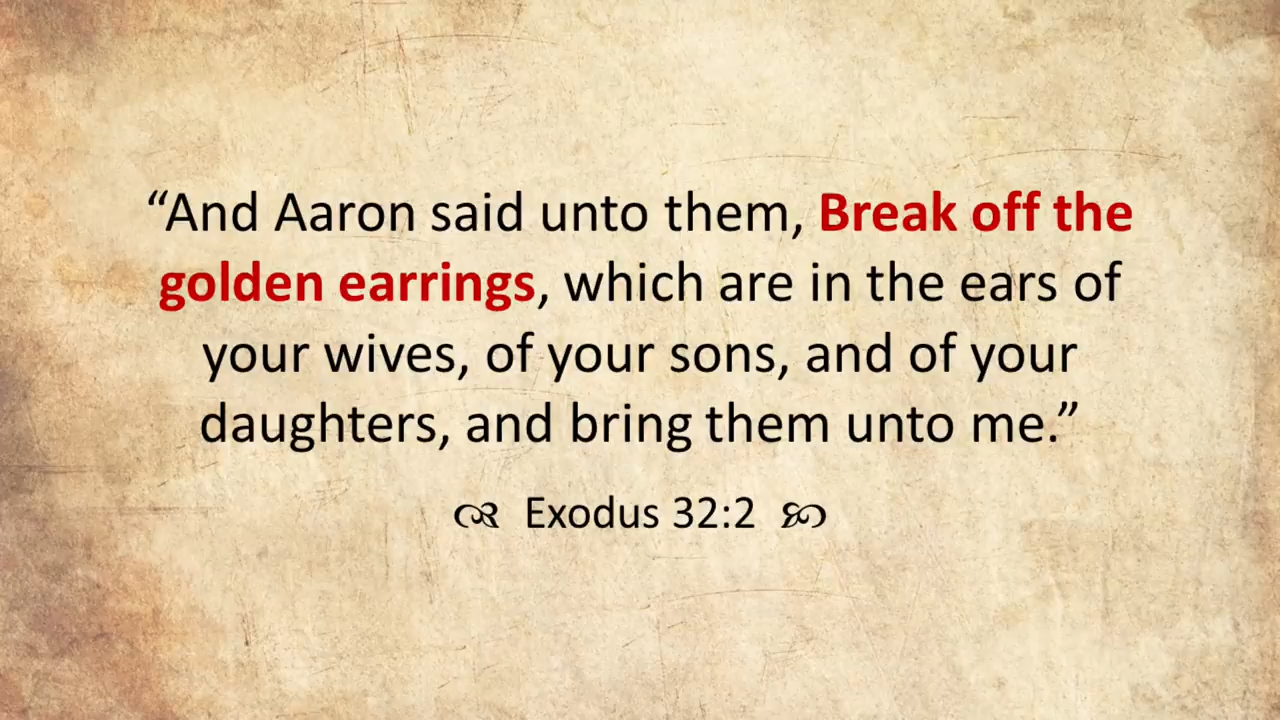 “And Aaron said unto them, Break off the
golden earrings, which are in the ears of
your wives, of your sons, and of your
daughters, and bring them unto me.”
Exodus 32:2